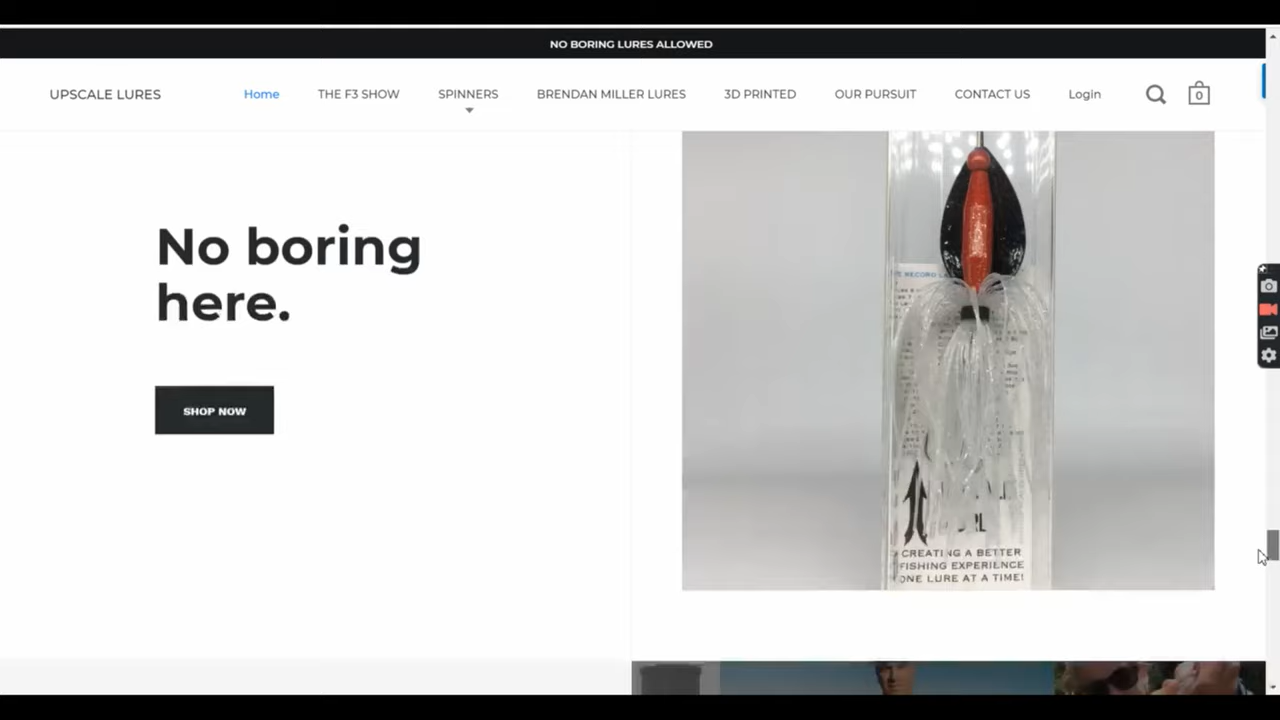 NO BORING LURES ALLOWED
UPSCALE LURES
Home
THE F3 SHOW
SPINNERS
BRENDAN MILLER LURES
3D PRINTED
OUR PURSUIT
CONTACT US
Login
0
No boring
here.
SHOP NOW
RECORD
CREATING A BETTER
FISHING EXPERIENCE
ONE LURE AT A TIME!